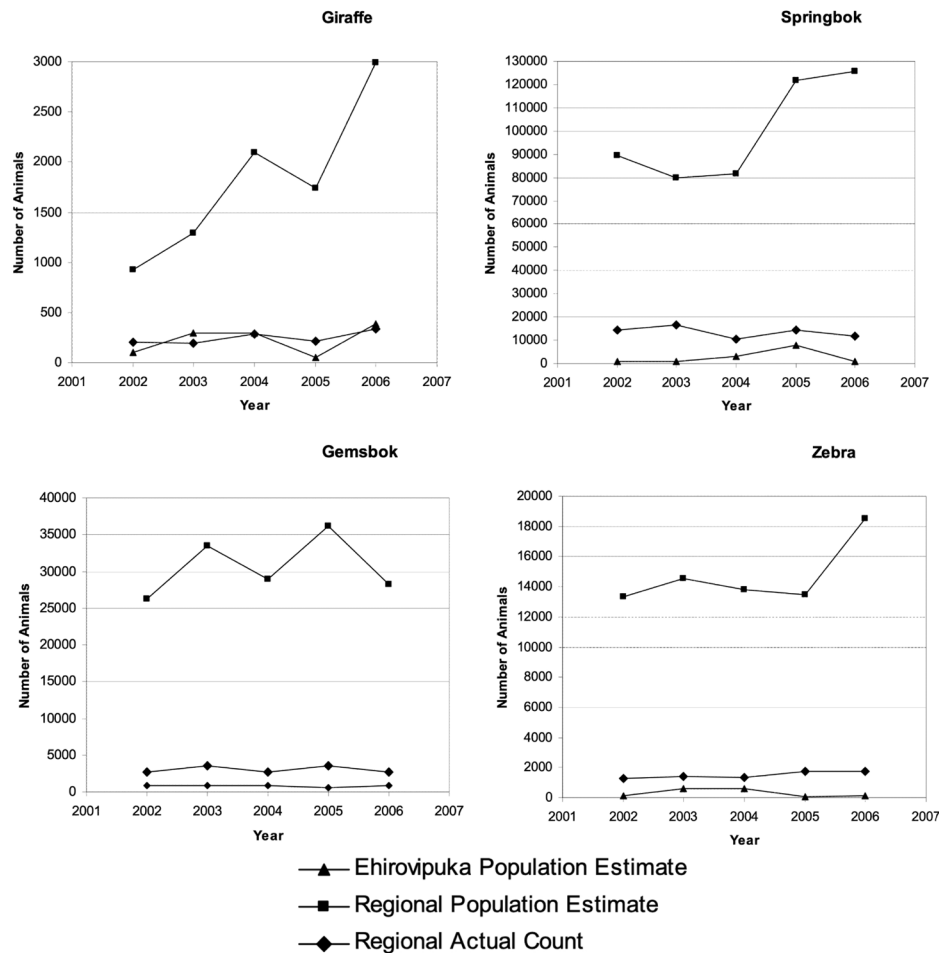 Giraffe
3000
2500
2000
1500
1000
500
0
Number of Animals
2001 2002 2003 2004 2005 2006 2007
Year
Springbok
130000
120000
110000
100000
90000
80000
70000
60000
50000
40000
30000
20000
10000
0
Number of Animals
2001 2002 2003 2004 2005 2006 2007
Year
Gemsbok
40000
35000
30000
25000
20000
15000
10000
5000
0
Number of Animals
2001 2002 2003 2004 2005 2006 2007
Year
Zebra
20000
18000
16000
14000
12000
10000
8000
6000
4000
2000
0
Number of Animals
2001 2002 2003 2004 2005 2006 2007
Year
Ehirovipuka Population Estimate
Regional Population Estimate
Regional Actual Count